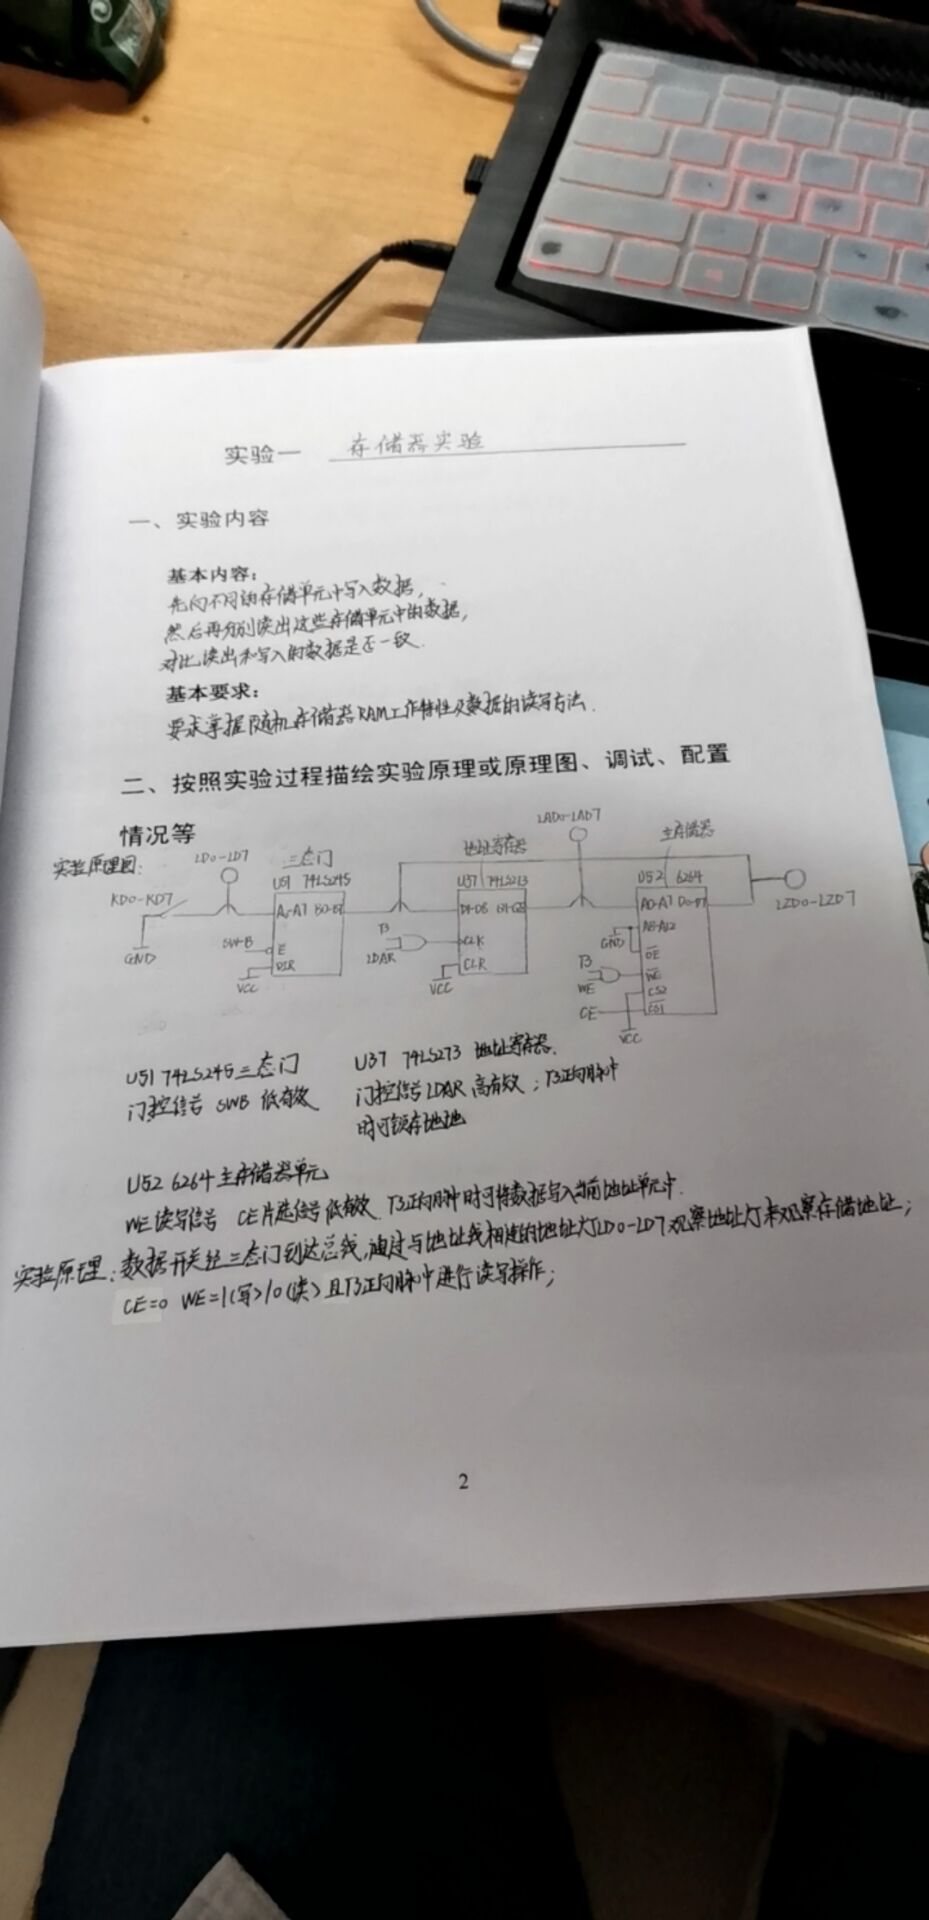 实验一 存储器实验
一、实验内容
基本内容:
先向不同的存储单元中写入数据,
然后再分别读出这些存储单元中的数据,
对比读出和写入的数据是否一致.
基本要求:
要求掌握随机存储器RAM工作特性及数据的读写方法.
二、按照实验过程描绘实验原理或原理图、调试、配置
情况等
实验原理图:
LD0-LD7
三态门
地址寄存器
LAD0-LAD7
主存储器
KD0-KD7
U51 74LS245
U37 74LS213
U52 6264
A0-A7 B0-B7
D1-D8 Q1-Q8
A0-A7 D0-D7
LZD0-LZD7
GND
SW-B
E
DIR
VCC
T3
LDAR
CLK
CLR
VCC
A8-A12
GND
OE
T3
WE
WE
CS2
CE
CS1
VCC
U51 74LS245 三态门 U37 74LS273 地址寄存器.
门控信号 SWB 低有效 门控信号 LDAR 高有效;T3正向脉冲
时可锁存地地
U52 6264 主存储器单元
WE 读写信号 CE片选信号低有效 T3正向脉冲时可将数据写入当前地址单元中.
实验原理:数据开关经三态门到达总线,通过与地址线相连的地址灯LD0-LD7观察地址灯来观察存储地址;
CE=0 WE=1(写)/0(读)且T3正向脉冲进行读写操作;
2